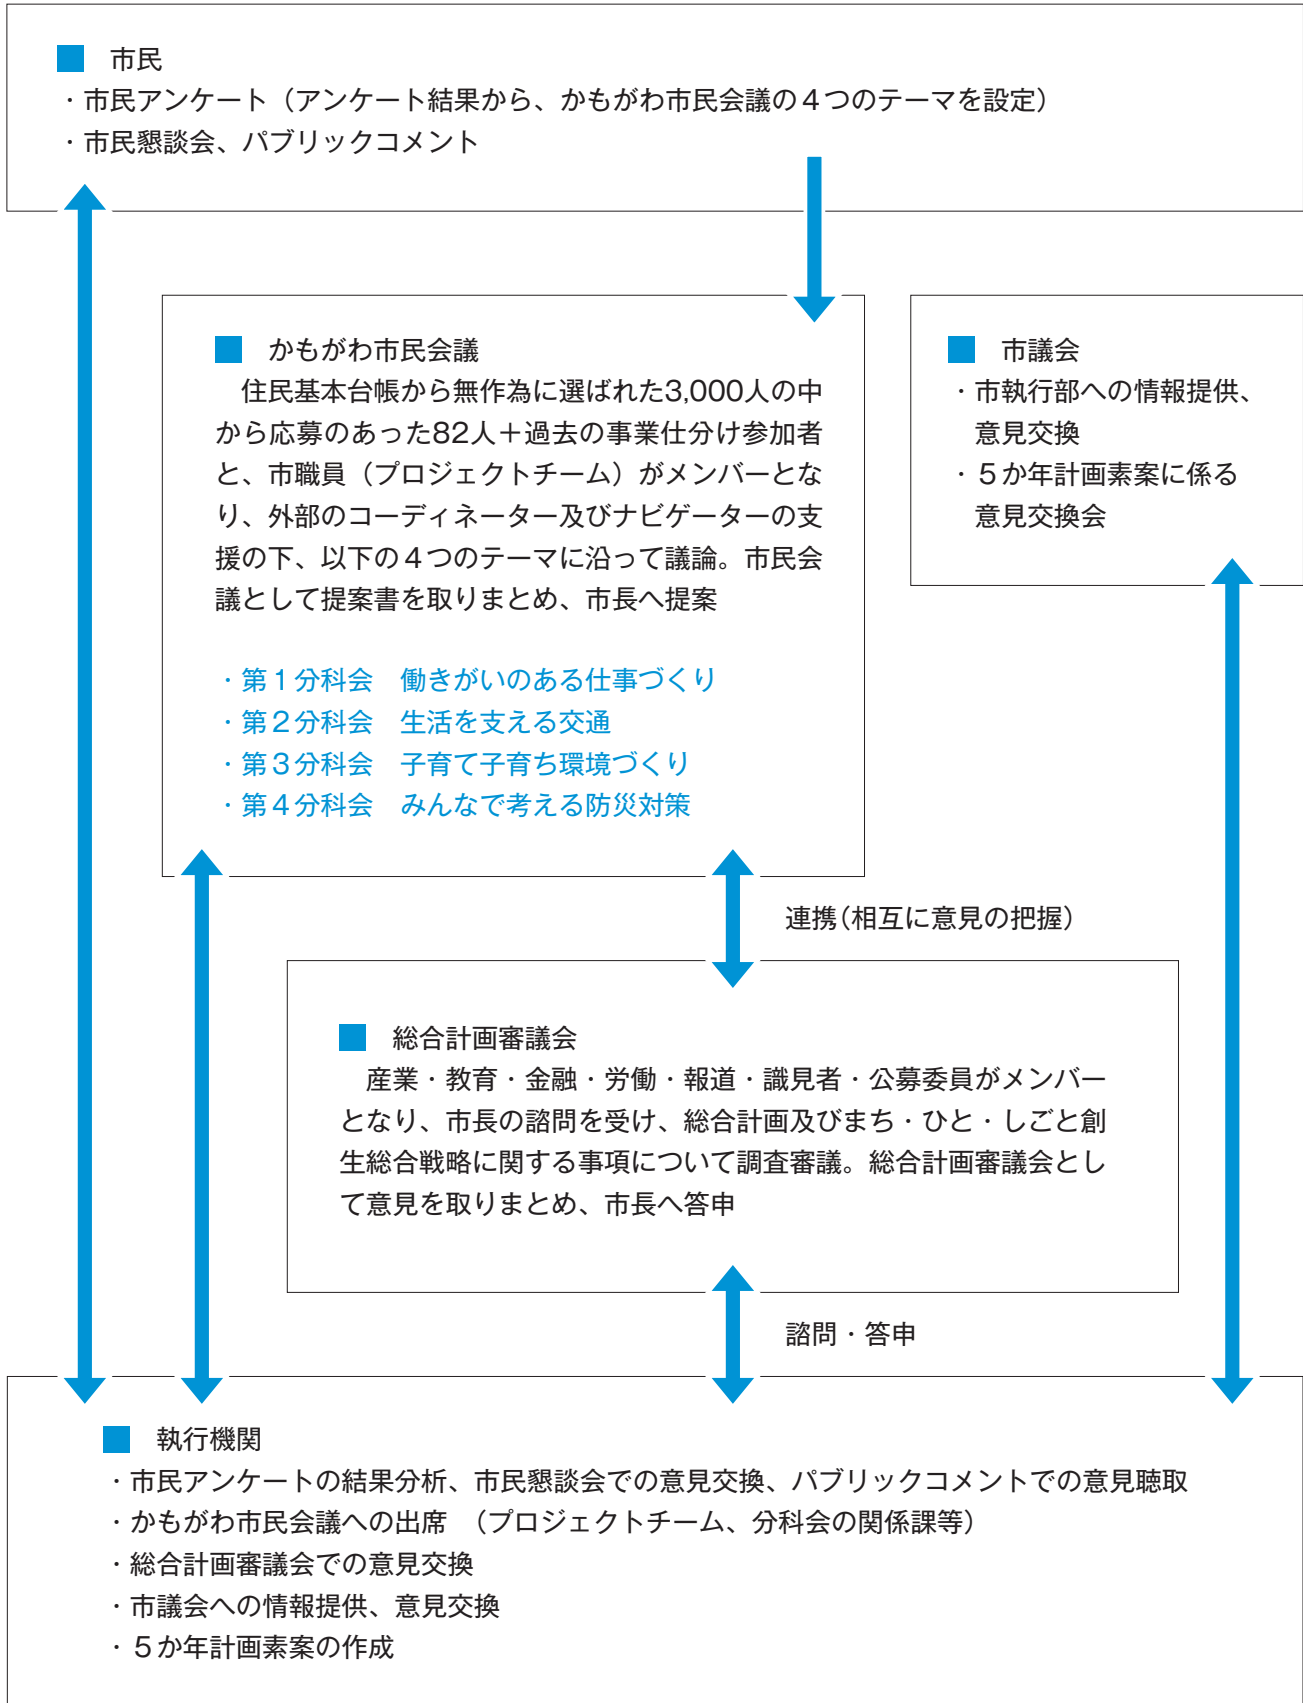 ■ 市民
・市民アンケート（アンケート結果から、かもがわ市民会議の４つのテーマを設定）
・市民懇談会、パブリックコメント
■ かもがわ市民会議
住民基本台帳から無作為に選ばれた3,000人の中
から応募のあった82人＋過去の事業仕分け参加者
と、市職員（プロジェクトチーム）がメンバーとな
り、外部のコーディネーター及びナビゲーターの支
援の下、以下の４つのテーマに沿って議論。市民会
議として提案書を取りまとめ、市長へ提案
・第１分科会　働きがいのある仕事づくり
・第２分科会　生活を支える交通
・第３分科会　子育て子育ち環境づくり
・第４分科会　みんなで考える防災対策
■ 市議会
・市執行部への情報提供、
意見交換
・５か年計画素案に係る
意見交換会
連携（相互に意見の把握）
■ 総合計画審議会
産業・教育・金融・労働・報道・識見者・公募委員がメンバー
となり、市長の諮問を受け、総合計画及びまち・ひと・しごと創
生総合戦略に関する事項について調査審議。総合計画審議会とし
て意見を取りまとめ、市長へ答申
諮問・答申
■ 執行機関
・市民アンケートの結果分析、市民懇談会での意見交換、パブリックコメントでの意見聴取
・かもがわ市民会議への出席　（プロジェクトチーム、分科会の関係課等）
・総合計画審議会での意見交換
・市議会への情報提供、意見交換
・５か年計画素案の作成